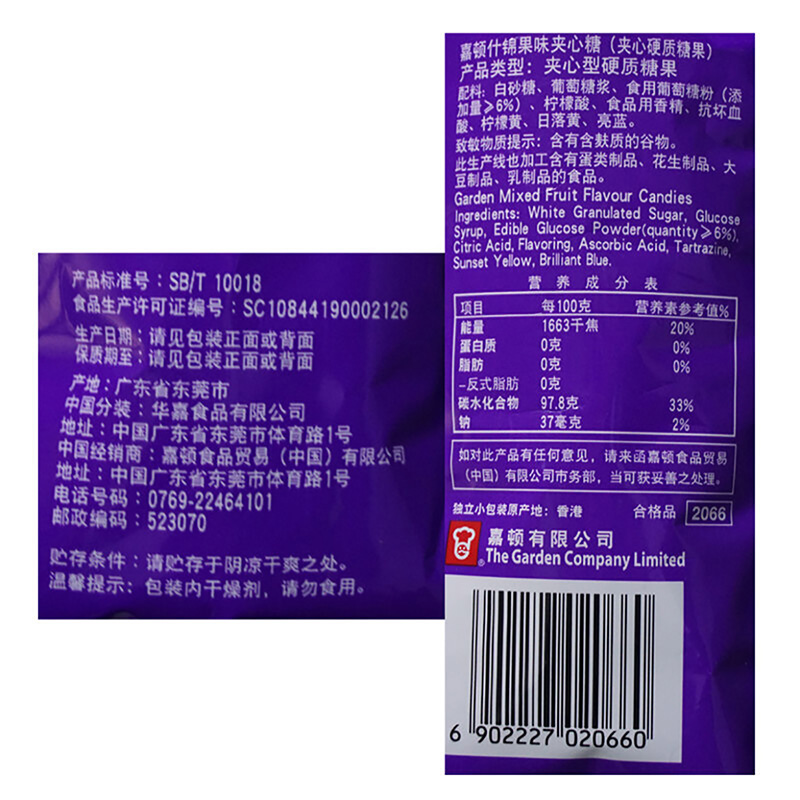 产品标准号：SB/T 10018
食品生产许可证编号：SC10844190002126
生产日期：请见包装正面或背面
保质期至：请见包装正面或背面
产地：广东省东莞市
中国分装：华嘉食品有限公司
地址：中国广东省东莞市体育路1号
中国经销商：嘉顿食品贸易（中国）有限公司
地址：中国广东省东莞市体育路1号
电话号码：0769-22464101
邮政编码：523070
贮存条件：请贮存于阴凉干爽之处。
温馨提示：包装内干燥剂，请勿食用。
嘉顿什锦果味夹心糖（夹心硬质糖果）
产品类型：夹心型硬质糖果
配料：白砂糖、葡萄糖浆、食用葡萄糖粉（添
加量≥6%）、柠檬酸、食品用香精、抗坏血
酸、柠檬黄、日落黄、亮蓝。
致敏物质提示：含有含麸质的谷物。
此生产线也加工含有蛋类制品、花生制品、大
豆制品、乳制品的食品。
Garden Mixed Fruit Flavour Candies
Ingredients: White Granulated Sugar, Glucose
Syrup, Edible Glucose Powder(quantity≥6%),
Citric Acid, Flavoring, Ascorbic Acid, Tartrazine,
Sunset Yellow, Brilliant Blue.
营养成分表
项目 每100克 营养素参考值%
能量 1663千焦 20%
蛋白质 0克 0%
脂肪 0克 0%
–反式脂肪 0克
碳水化合物 97.8克 33%
钠 37毫克 2%
如对此产品有任何意见，请来函嘉顿食品贸易
（中国）有限公司市务部，当可获妥善之处理。
独立小包装原产地：香港 合格品 2066
嘉顿有限公司
®The Garden Company Limited
6 902227 020660